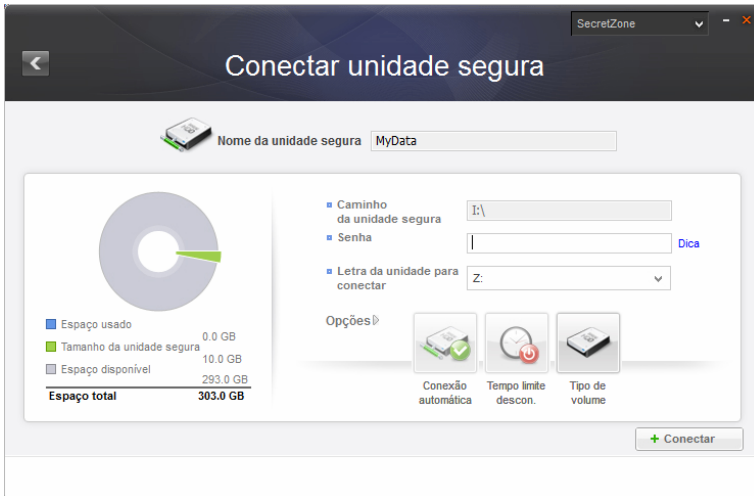 SecretZone
Conectar unidade segura
Nome da unidade segura MyData
Caminho
da unidade segura I:\
Senha
Dica
Letra da unidade para
conectar Z:
Opções
Conexão
automática
Tempo limite
descon.
Tipo de
volume
Espaço usado
0.0 GB
Tamanho da unidade segura
10.0 GB
Espaço disponível
293.0 GB
Espaço total 303.0 GB
+ Conectar